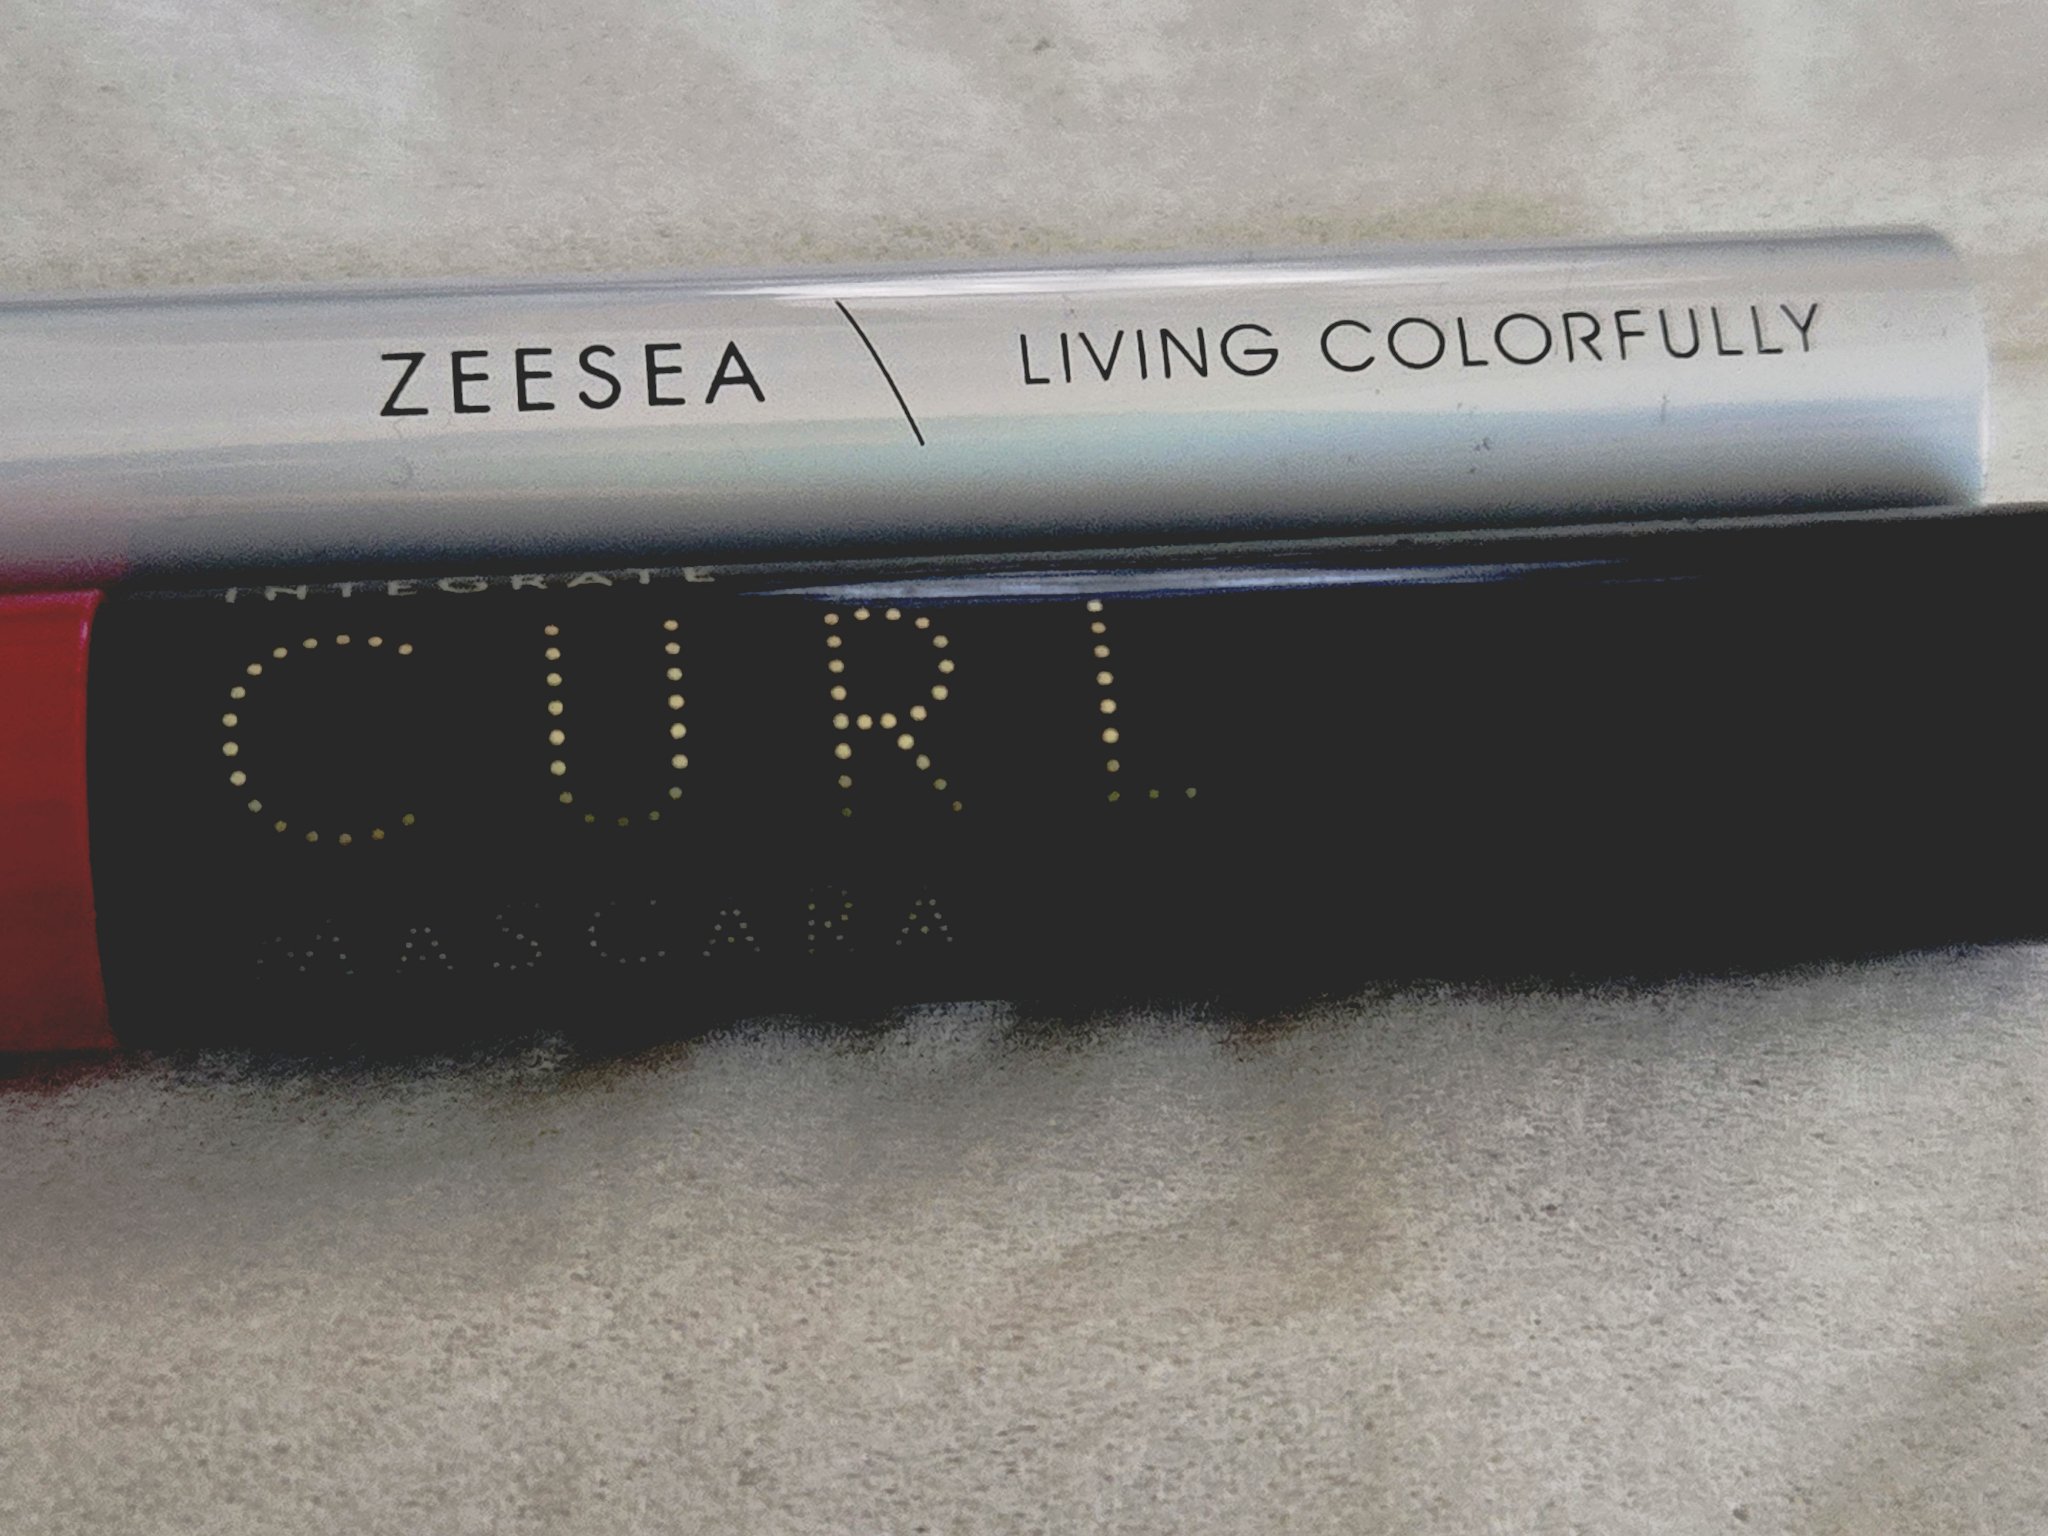 ZEESEA \ LIVING COLORFULLY
INTEGRATE
CURL
MASCARA